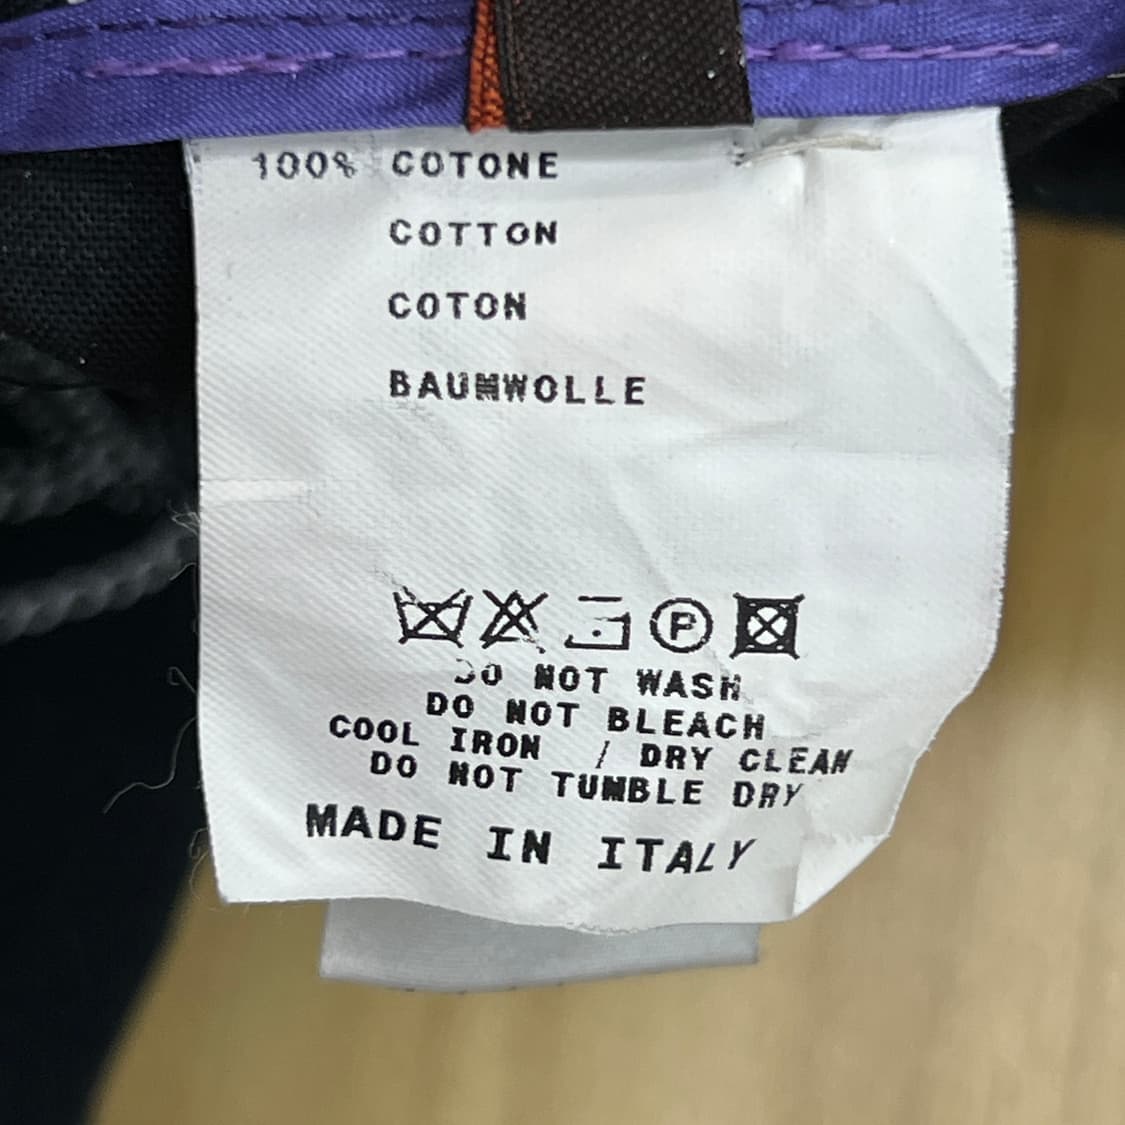 100% COTONE
COTTON
COTON
BAUMWOLLE
P
DO NOT WASH
DO NOT BLEACH
COOL IRON / DRY CLEAN
DO NOT TUMBLE DRY
MADE IN ITALY